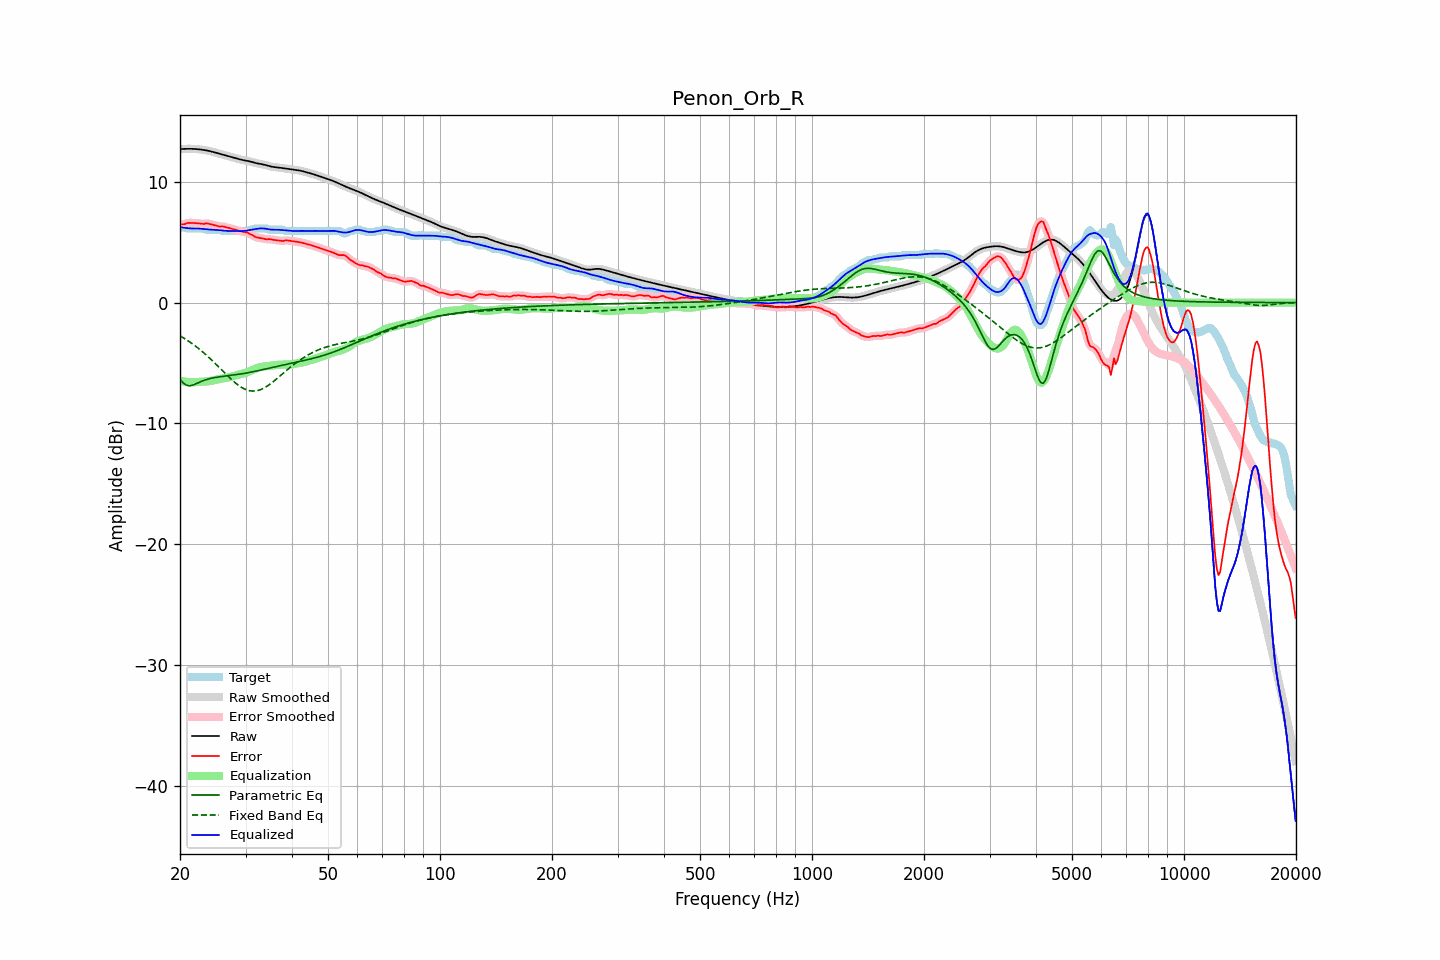 Penon_Orb_R
Amplitude (dBr)
10
0
−10
−20
−30
−40
Target
Raw Smoothed
Error Smoothed
Raw
Error
Equalization
Parametric Eq
Fixed Band Eq
Equalized
20 50 100 200 500 1000 2000 5000 10000 20000
Frequency (Hz)